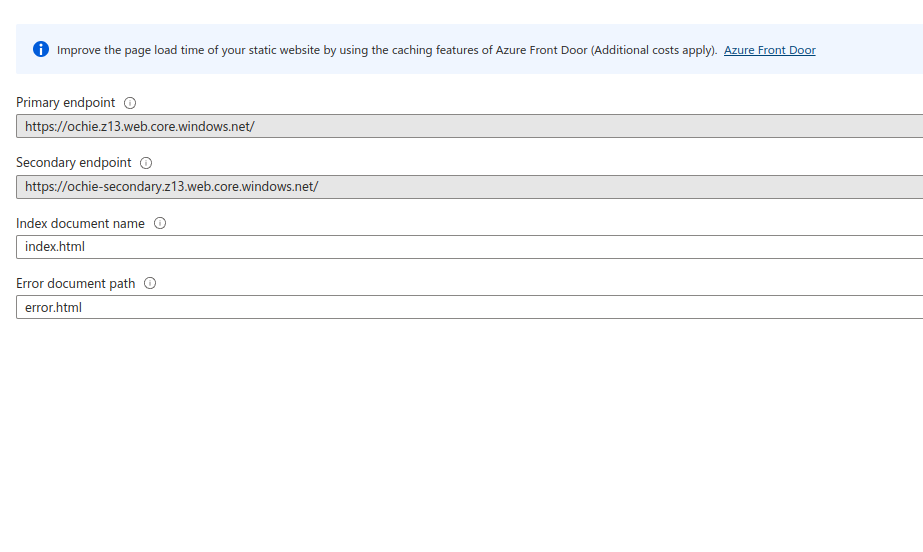 Improve the page load time of your static website by using the caching features of Azure Front Door (Additional costs apply). Azure Front Door
Primary endpoint
https://ochie.z13.web.core.windows.net/
Secondary endpoint
https://ochie-secondary.z13.web.core.windows.net/
Index document name
index.html
Error document path
error.html